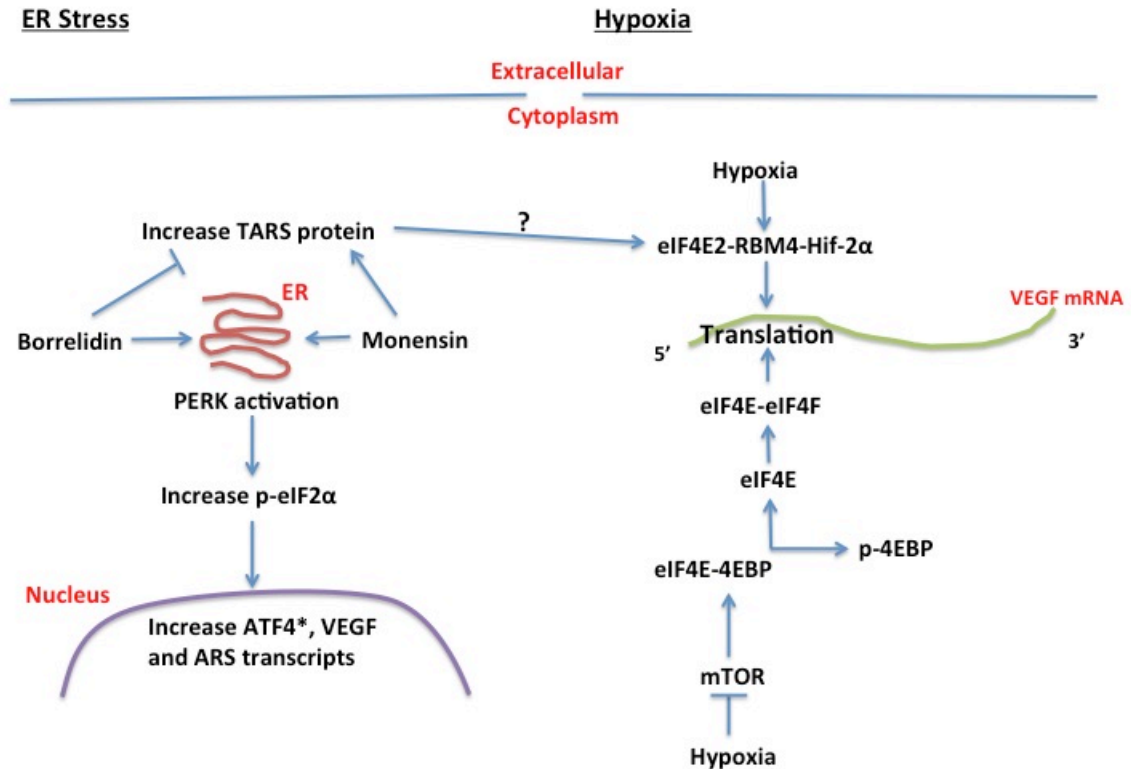 ER Stress
Hypoxia
Extracellular
Cytoplasm
Hypoxia
?
Increase TARS protein
eIF4E2-RBM4-Hif-2α
ER
VEGF mRNA
Borrelidin
Monensin
Translation
5’
3’
PERK activation
eIF4E-eIF4F
eIF4E
Increase p-eIF2α
p-4EBP
eIF4E-4EBP
Nucleus
Increase ATF4*, VEGF
and ARS transcripts
mTOR
Hypoxia